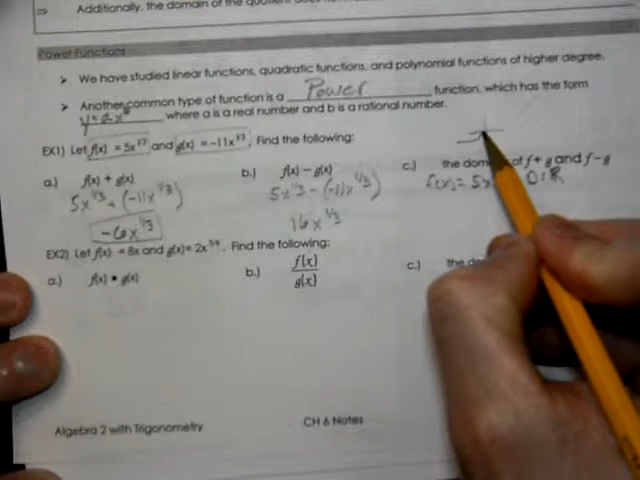 ⇒ Additionally, the domain of the quotient does
Power Functions
➢ We have studied linear functions, quadratic functions, and polynomial functions of higher degree.
➢ Another common type of function is a Power function, which has the form
y=ax^b where a is a real number and b is a rational number.
EX1) Let f(x) = 5x^1/3 and g(x) = -11x^1/3. Find the following:
a.) f(x) + g(x) b.) f(x) – g(x) c.) the domain of f + g and f – g
5x^1/3 + (-11x^1/3) 5x^1/3 - (-11x^1/3) f(x) = 5x D: R
-6x^1/3 16x^1/3
EX2) Let f(x) = 8x and g(x) = 2x. Find the following:
a.) f(x) • g(x) b.) f(x)/g(x) c.) the
Algebra 2 with Trigonometry CH 6 Notes